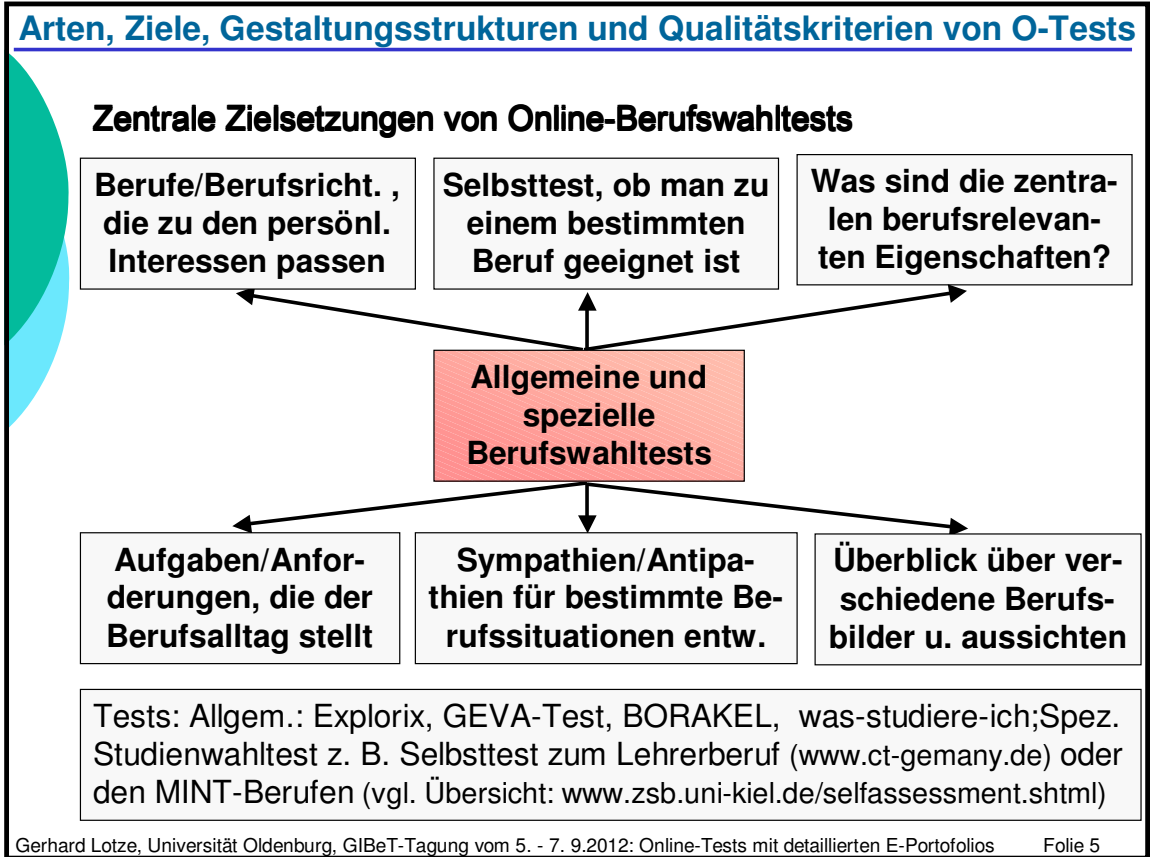 Arten, Ziele, Gestaltungsstrukturen und Qualitätskriterien von O-Tests
Zentrale Zielsetzungen von Online-Berufswahltests
Berufe/Berufsricht. ,
die zu den persönl.
Interessen passen
Selbsttest, ob man zu
einem bestimmten
Beruf geeignet ist
Was sind die zentra-
len berufsrelevan-
ten Eigenschaften?
Allgemeine und
spezielle
Berufswahltests
Aufgaben/Anfor-
derungen, die der
Berufsalltag stellt
Sympathien/Antipa-
thien für bestimmte Be-
rufssituationen entw.
Überblick über ver-
schiedene Berufs-
bilder u. aussichten
Tests: Allgem.: Explorix, GEVA-Test, BORAKEL, was-studiere-ich;Spez.
Studienwahltest z. B. Selbsttest zum Lehrerberuf (www.ct-gemany.de) oder
den MINT-Berufen (vgl. Übersicht: www.zsb.uni-kiel.de/selfassessment.shtml)
Gerhard Lotze, Universität Oldenburg, GIBeT-Tagung vom 5. - 7. 9.2012: Online-Tests mit detaillierten E-Portofolios Folie 5